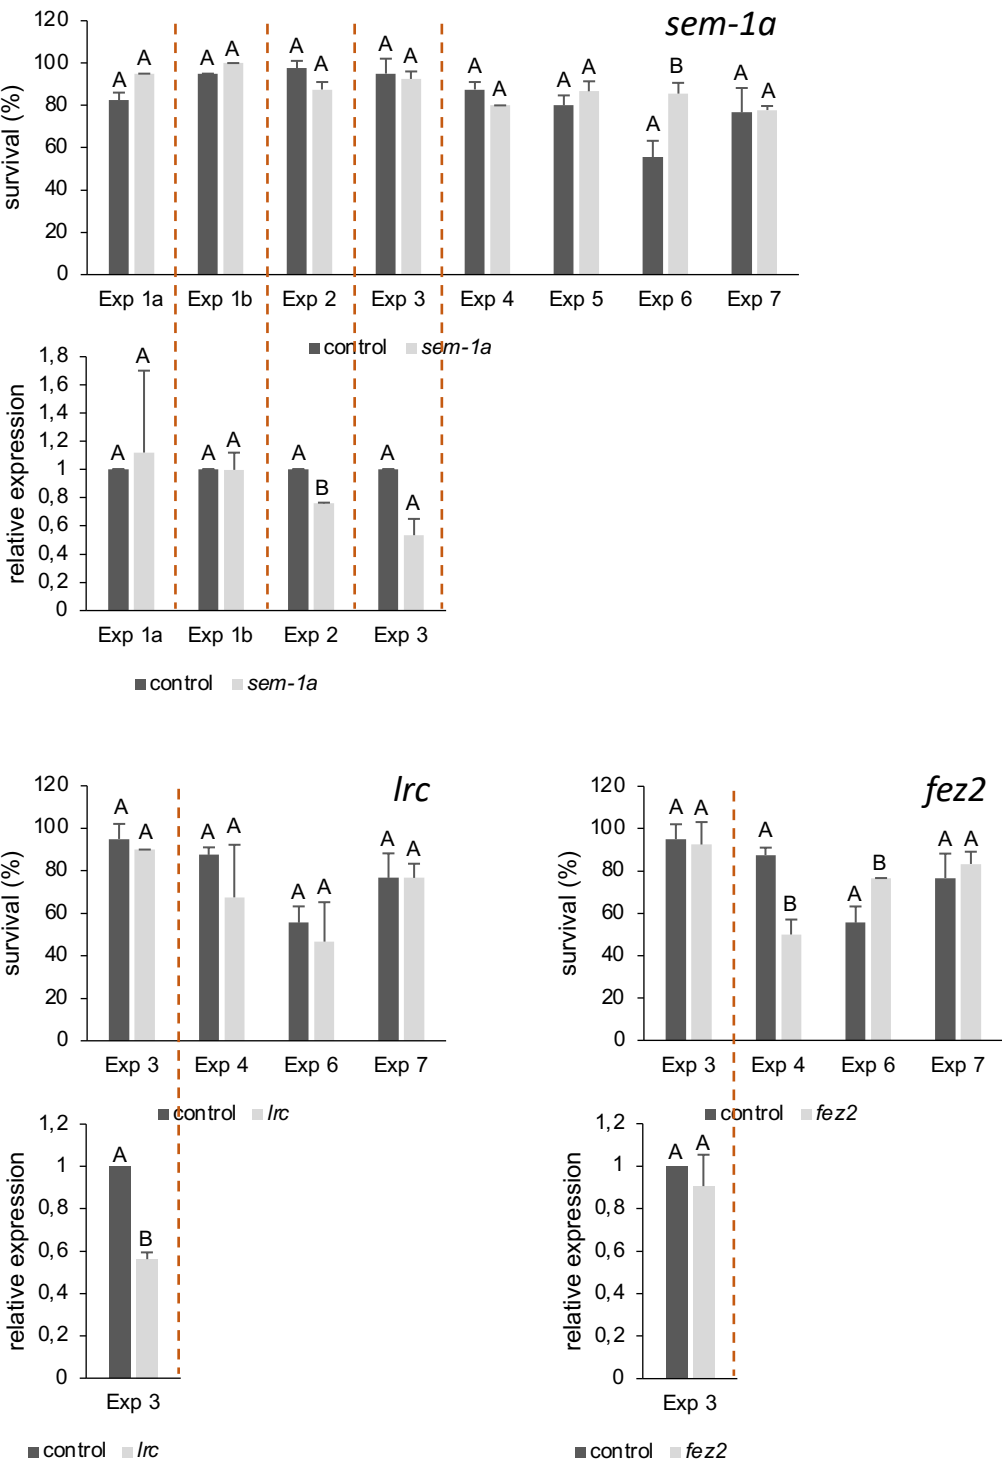 sem-1a
survival (%)
120
100
80
60
40
20
0
A A A A A A A A A A A A A B A A
Exp 1a Exp 1b Exp 2 Exp 3 Exp 4 Exp 5 Exp 6 Exp 7
control sem-1a
relative expression
1,8
1,6
1,4
1,2
1
0,8
0,6
0,4
0,2
0
A A A A A B A A
Exp 1a Exp 1b Exp 2 Exp 3
control sem-1a
lrc
survival (%)
120
100
80
60
40
20
0
A A A A A A A A
Exp 3 Exp 4 Exp 6 Exp 7
control lrc
relative expression
1,2
1
0,8
0,6
0,4
0,2
0
A B
Exp 3
control lrc
fez2
survival (%)
120
100
80
60
40
20
0
A A A B A B A A
Exp 3 Exp 4 Exp 6 Exp 7
control fez2
relative expression
1,2
1
0,8
0,6
0,4
0,2
0
A A
Exp 3
control fez2